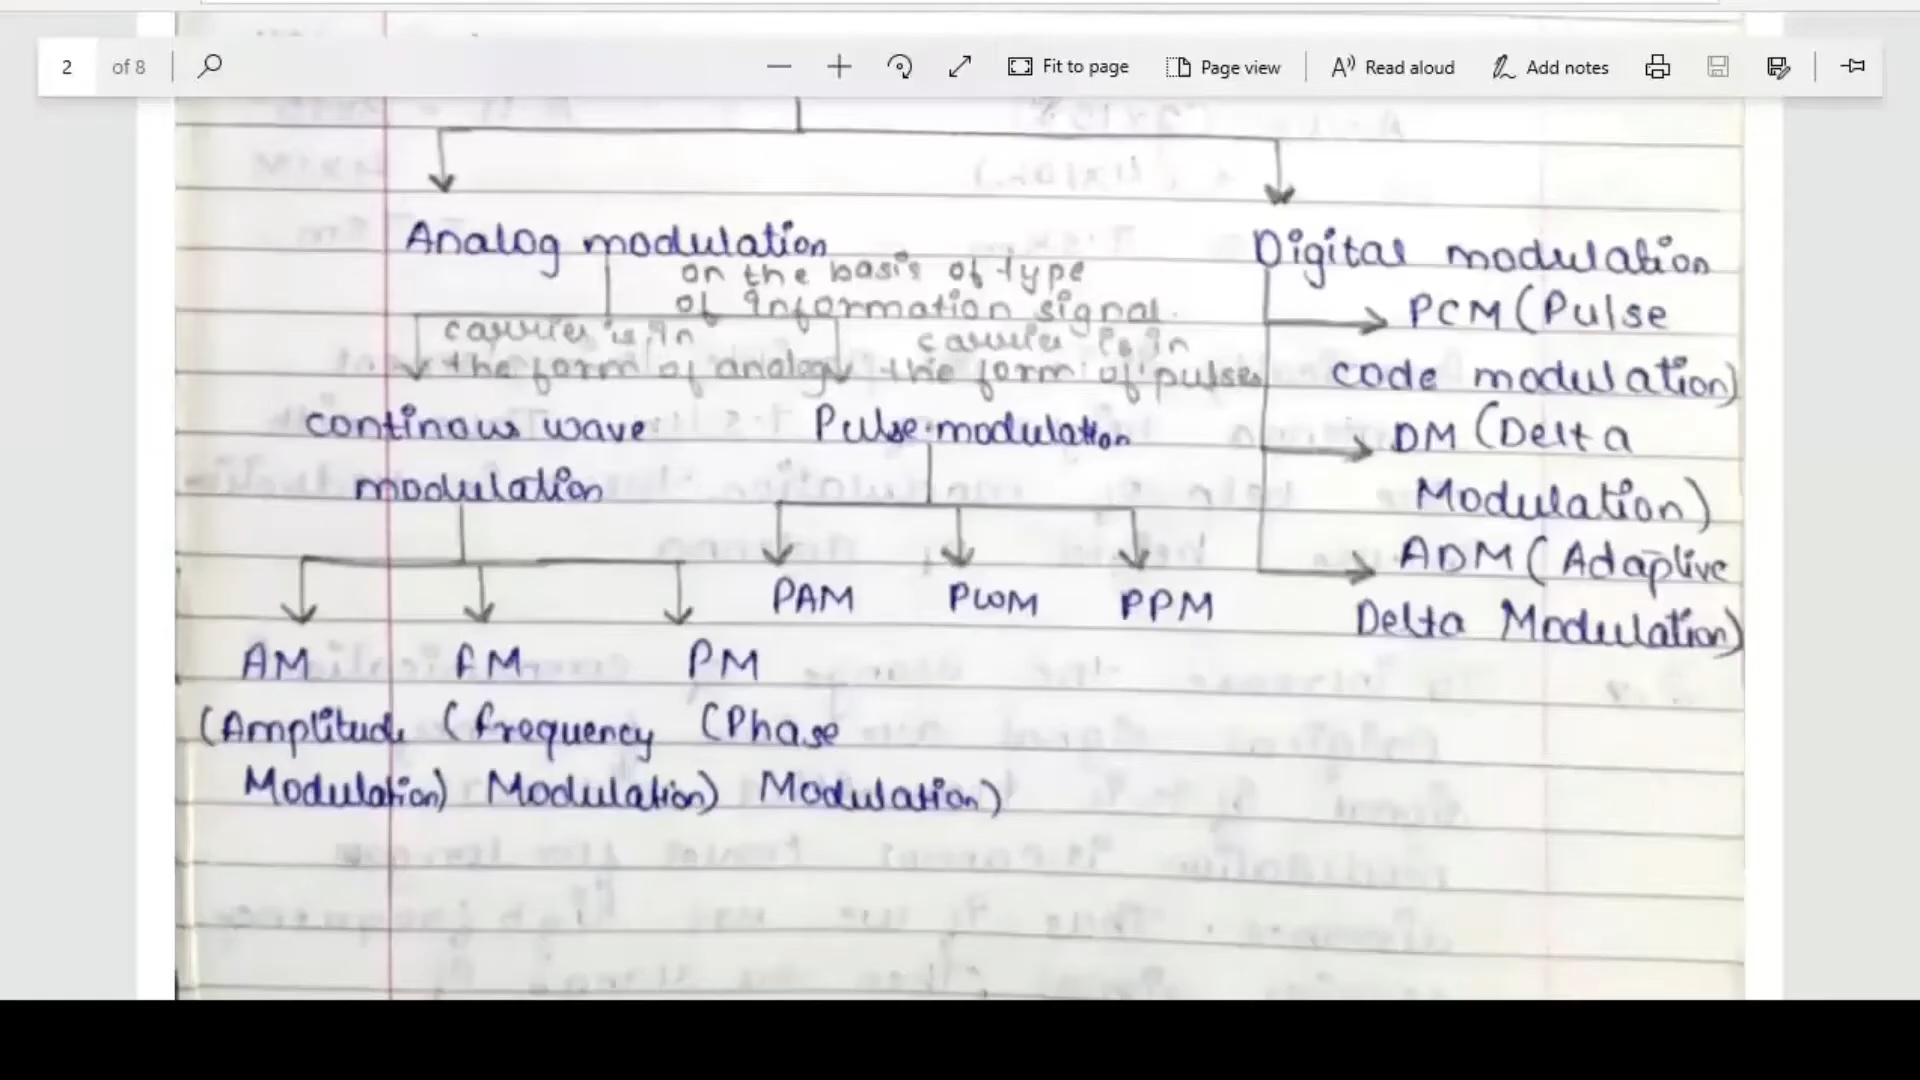 2 of 8 Fit to page Page view Read aloud Add notes
Analog modulation
Digital modulation
on the basis of type
of information signal.
carrier is in
the form of analog
carrier is in
the form of pulses
PCM (Pulse
code modulation)
continous wave
modulation
Pulse modulation
DM (Delta
Modulation)
PAM PWM PPM
ADM (Adaptive
Delta Modulation)
AM FM PM
(Amplitude (frequency (Phase
Modulation) Modulation) Modulation)